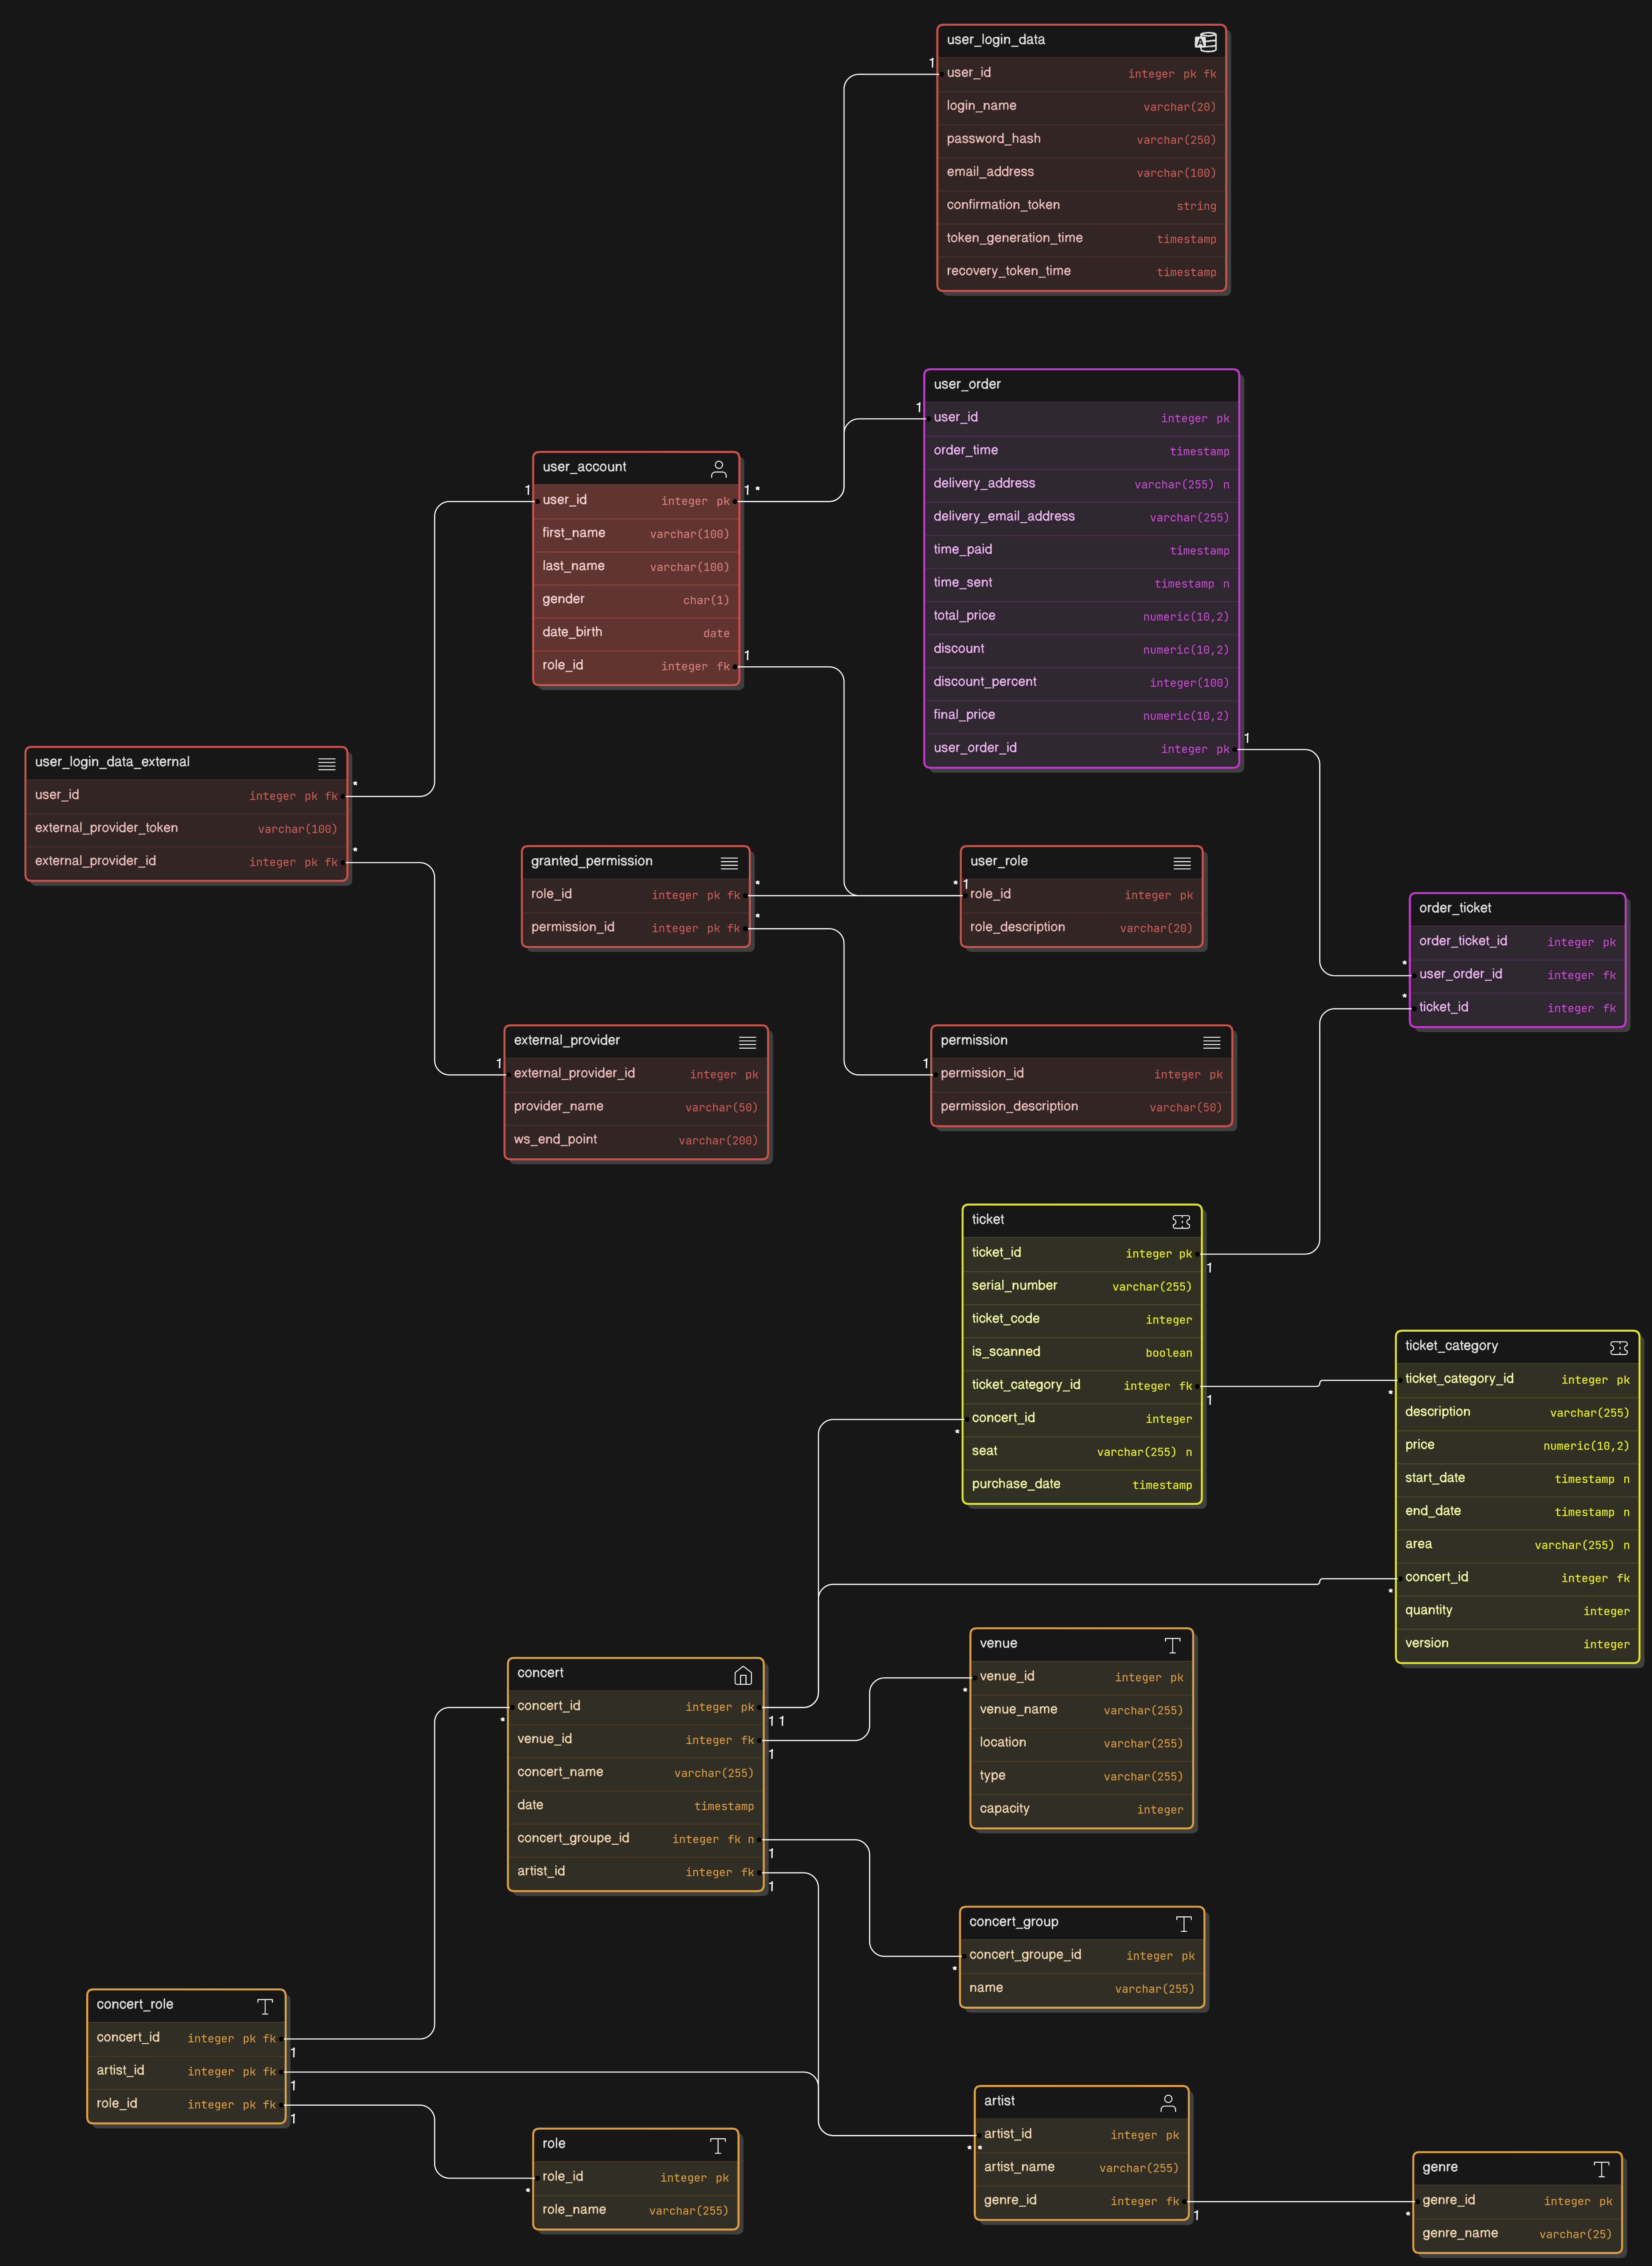 user_login_data
1
user_id integer pk fk
login_name varchar(20)
password_hash varchar(250)
email_address varchar(100)
confirmation_token string
token_generation_time timestamp
recovery_token_time timestamp
user_order
1
user_id integer pk
order_time timestamp
delivery_address varchar(255) n
delivery_email_address varchar(255)
time_paid timestamp
time_sent timestamp n
total_price numeric(10,2)
discount numeric(10,2)
discount_percent integer(100)
final_price numeric(10,2)
user_order_id integer pk
1
user_account
1
user_id integer pk
1 *
first_name varchar(100)
last_name varchar(100)
gender char(1)
date_birth date
role_id integer fk
1
user_login_data_external
user_id integer pk fk
*
external_provider_token varchar(100)
external_provider_id integer pk fk
*
granted_permission
role_id integer pk fk
*
permission_id integer pk fk
*
user_role
* 1
role_id integer pk
role_description varchar(20)
order_ticket
order_ticket_id integer pk
*
user_order_id integer fk
*
ticket_id integer fk
external_provider
1
external_provider_id integer pk
provider_name varchar(50)
ws_end_point varchar(200)
permission
1
permission_id integer pk
permission_description varchar(50)
ticket
ticket_id integer pk
1
serial_number varchar(255)
ticket_code integer
is_scanned boolean
ticket_category_id integer fk
1
concert_id integer
*
seat varchar(255) n
purchase_date timestamp
ticket_category
ticket_category_id integer pk
*
description varchar(255)
price numeric(10,2)
start_date timestamp n
end_date timestamp n
area varchar(255) n
concert_id integer fk
*
quantity integer
version integer
concert
concert_id integer pk
*
1 1
venue_id integer fk
1
concert_name varchar(255)
date timestamp
concert_groupe_id integer fk n
1
artist_id integer fk
1
venue
venue_id integer pk
*
venue_name varchar(255)
location varchar(255)
type varchar(255)
capacity integer
concert_group
concert_groupe_id integer pk
*
name varchar(255)
concert_role
concert_id integer pk fk
1
artist_id integer pk fk
1
role_id integer pk fk
1
role
role_id integer pk
*
role_name varchar(255)
artist
artist_id integer pk
* *
artist_name varchar(255)
genre_id integer fk
1
genre
genre_id integer pk
*
genre_name varchar(25)